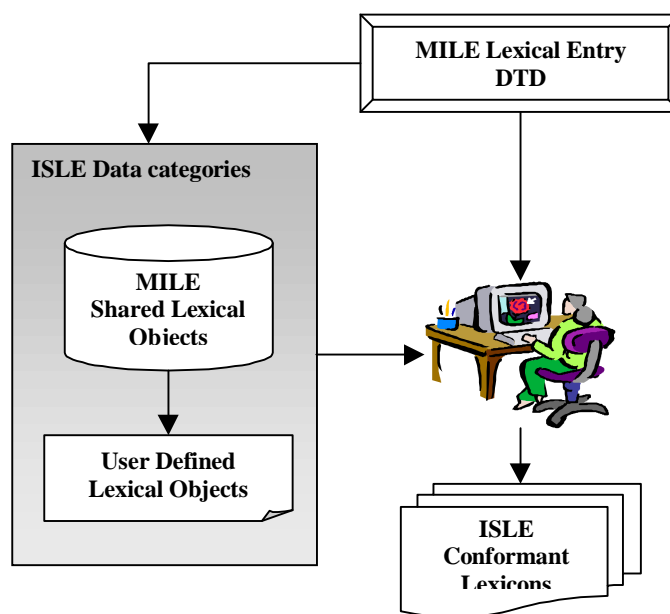 MILE Lexical Entry
DTD
ISLE Data categories
MILE
Shared Lexical
Objects
User Defined
Lexical Objects
ISLE
Conformant
Lexicons